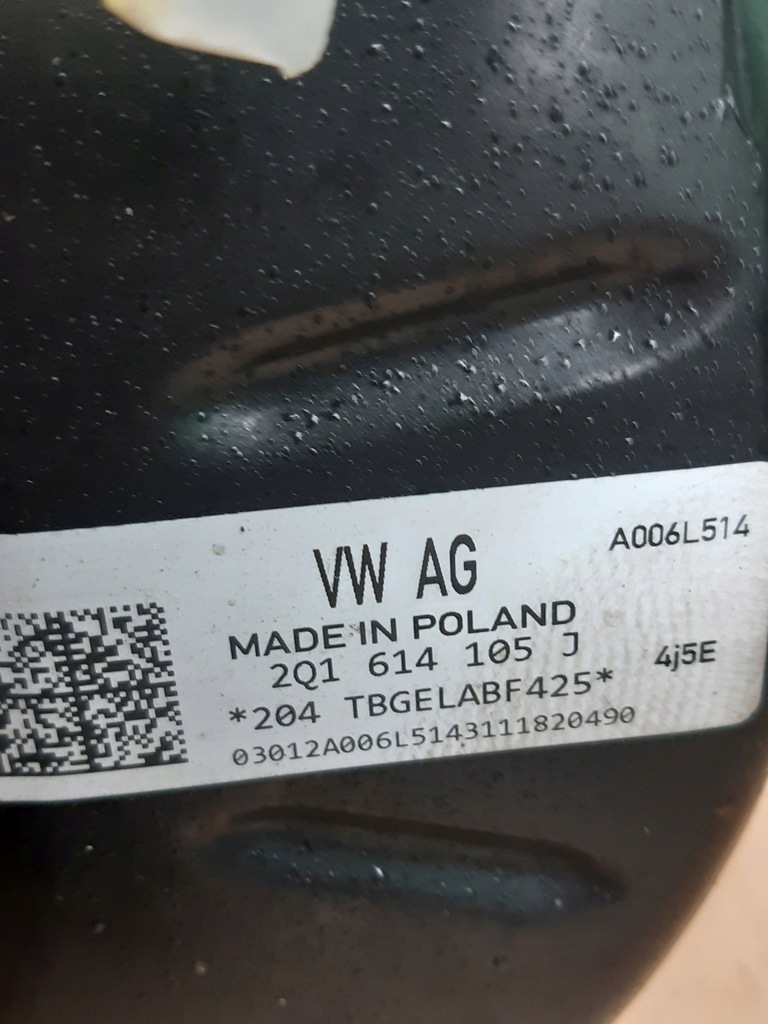 VW AG
A006L514
MADE IN POLAND
2Q1 614 105 J
4j5E
*204 TBGELABF425*
03012A006L5143111820490